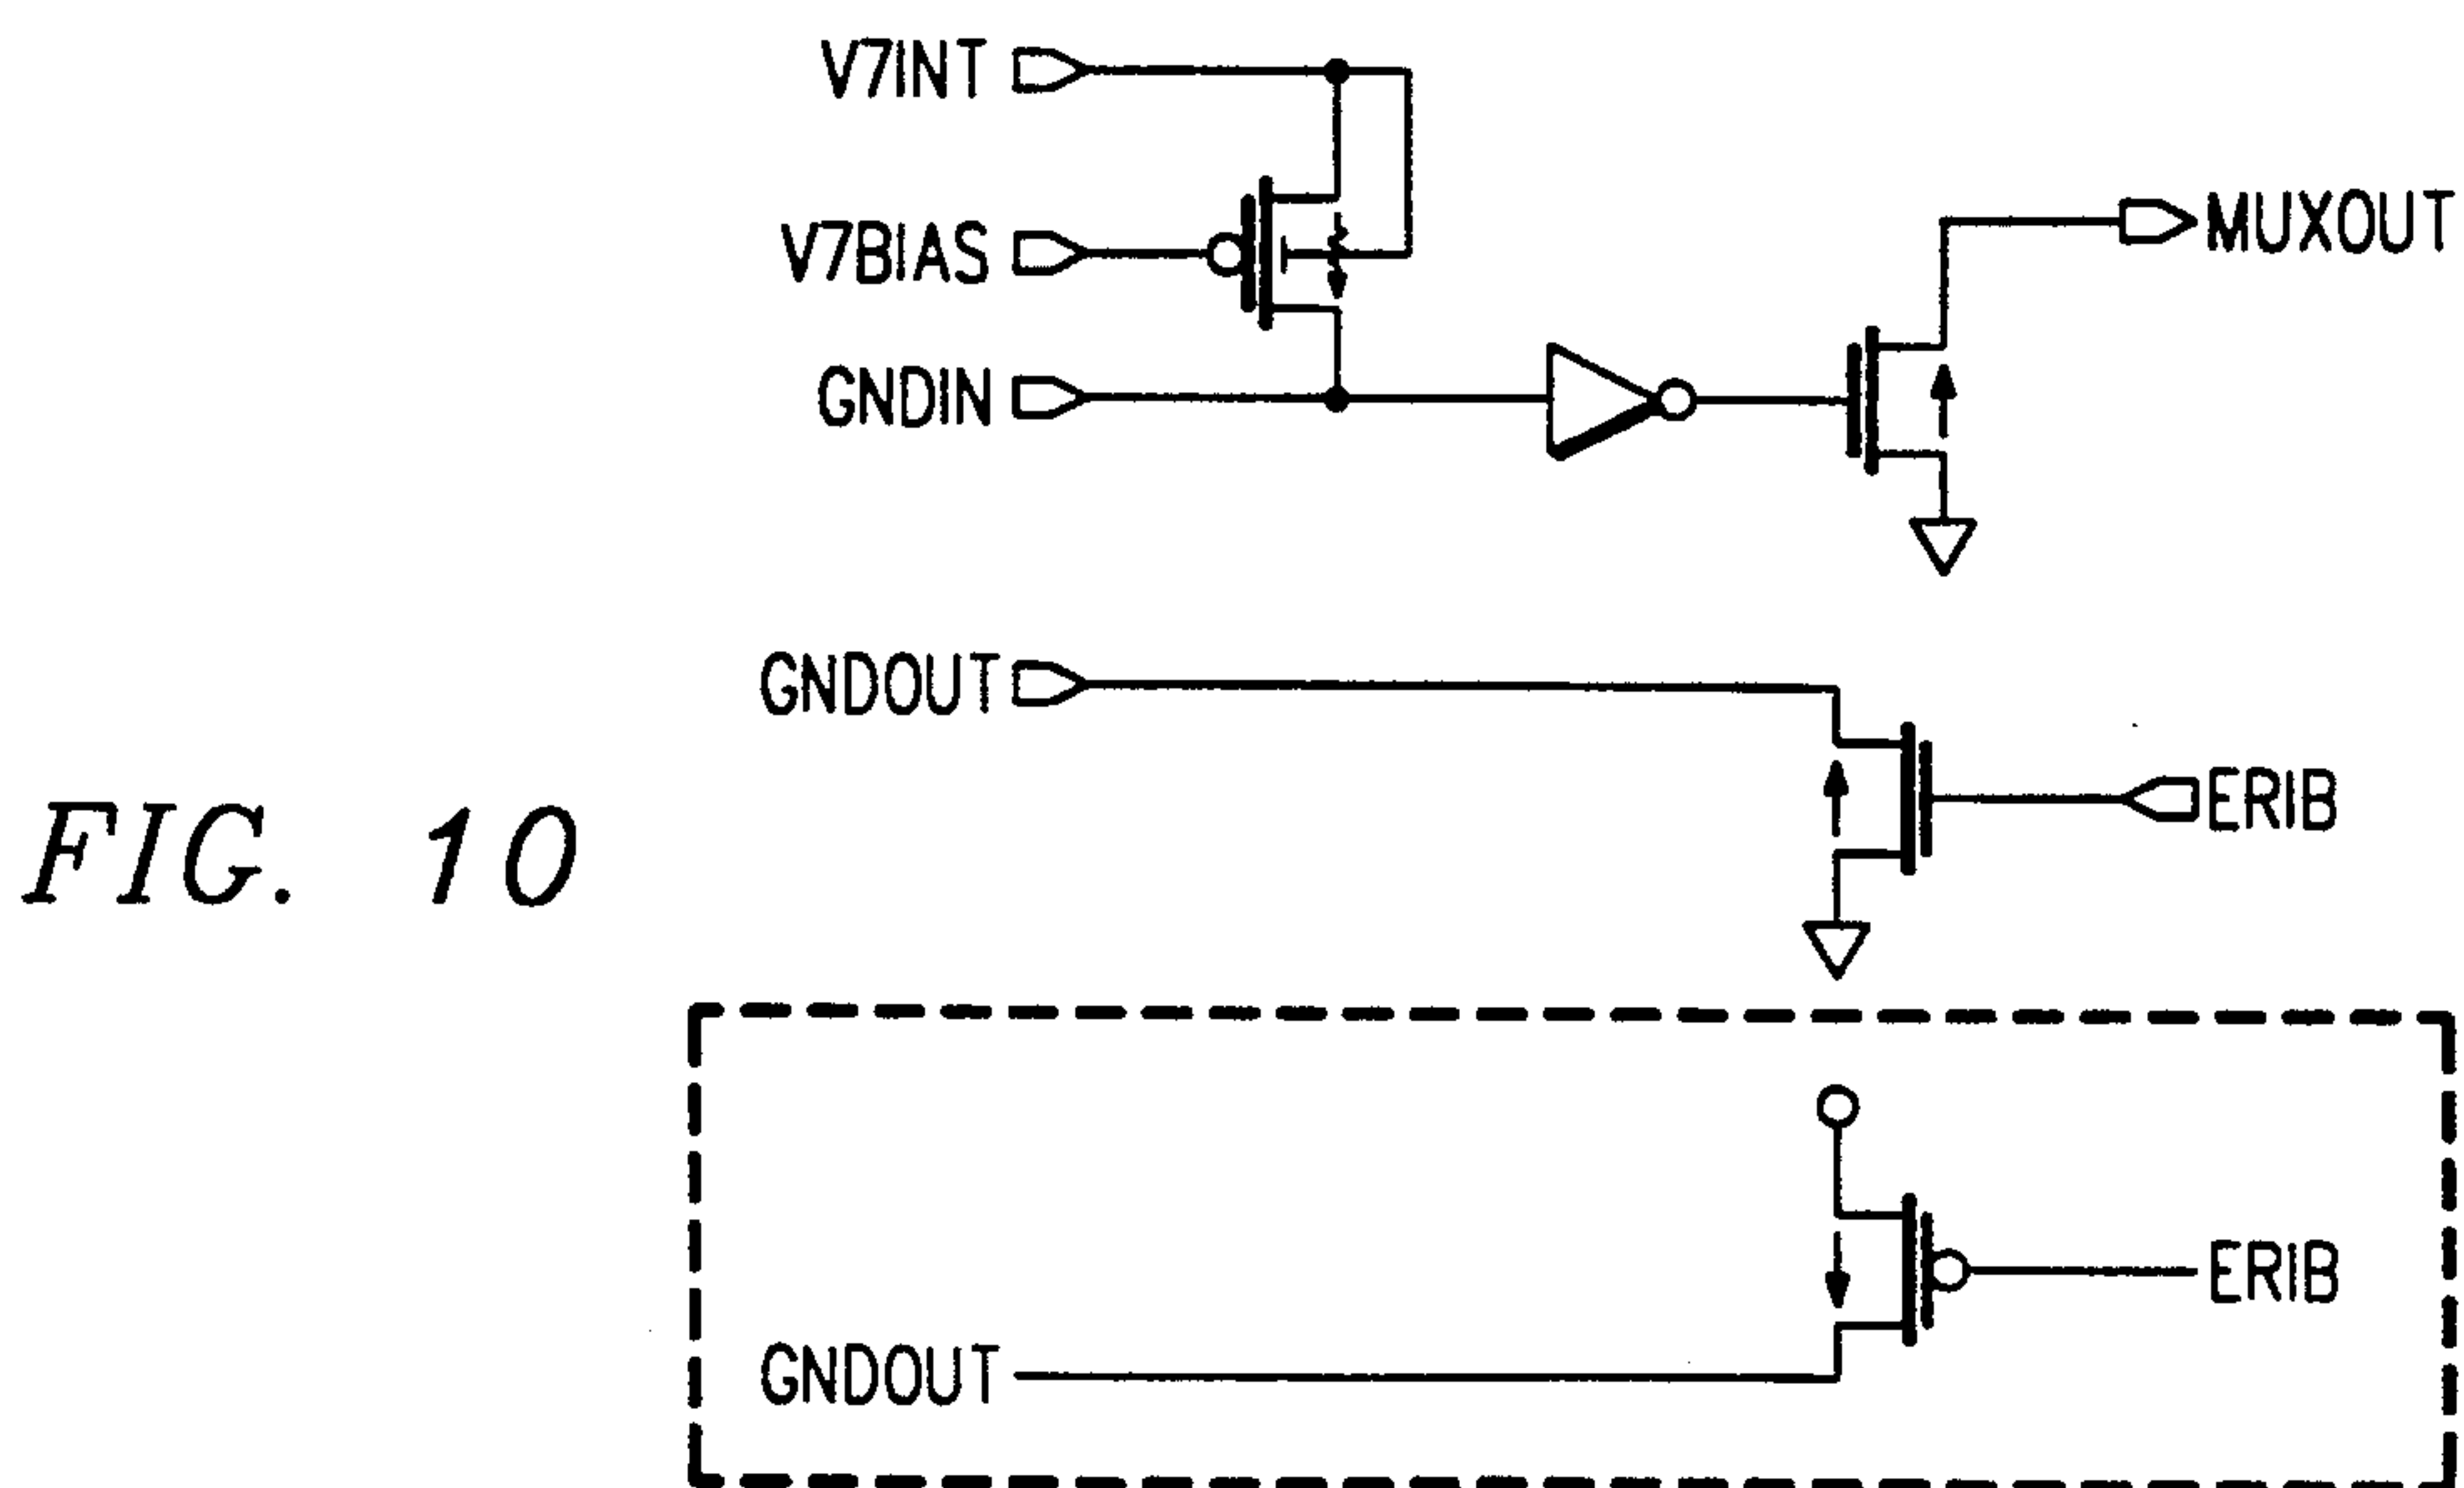 V7INT
V7BIAS
MUXOUT
GNDIN
GNDOUT
ERIB
FIG. 10
ERIB
GNDOUT